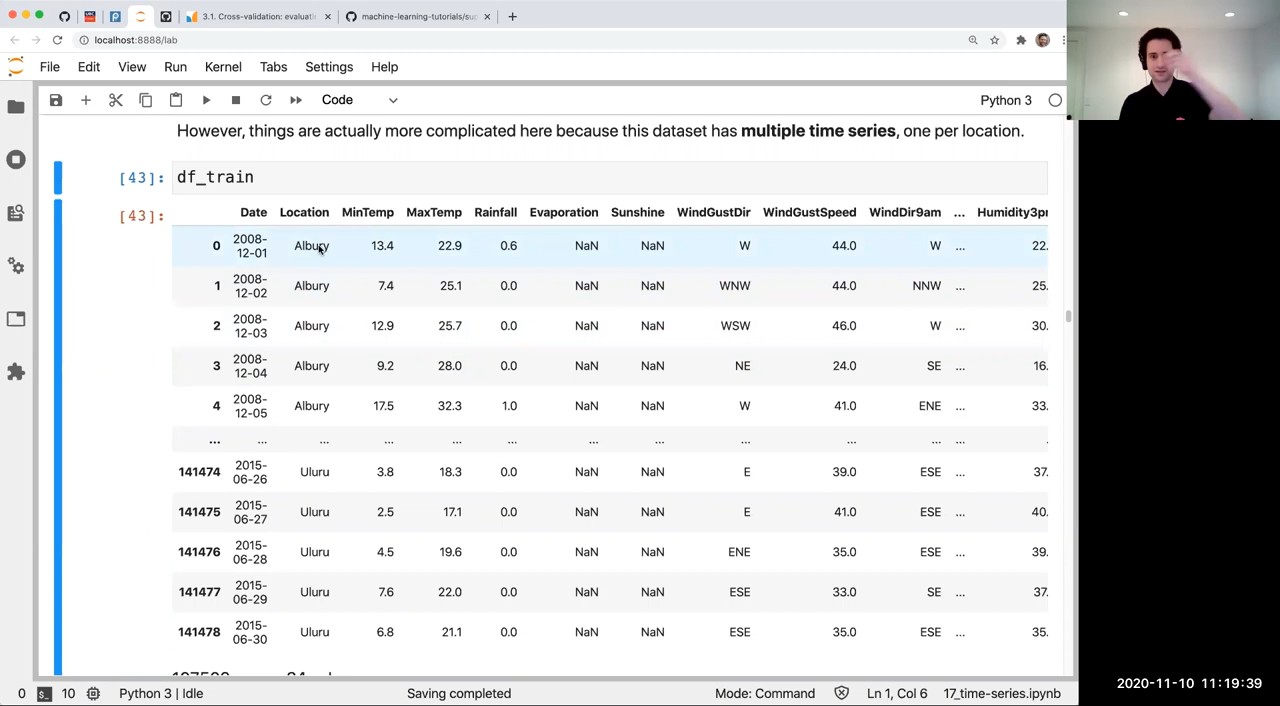 3.1. Cross-validation: evaluati
machine-learning-tutorials/su
localhost:8888/lab
File Edit View Run Kernel Tabs Settings Help
Code
Python 3
However, things are actually more complicated here because this dataset has multiple time series, one per location.
[43]: df_train
[43]:
Date Location MinTemp MaxTemp Rainfall Evaporation Sunshine WindGustDir WindGustSpeed WindDir9am ... Humidity3pm
0 2008-12-01 Albury 13.4 22.9 0.6 NaN NaN W 44.0 W ... 22.
1 2008-12-02 Albury 7.4 25.1 0.0 NaN NaN WNW 44.0 NNW ... 25.
2 2008-12-03 Albury 12.9 25.7 0.0 NaN NaN WSW 46.0 W ... 30.
3 2008-12-04 Albury 9.2 28.0 0.0 NaN NaN NE 24.0 SE ... 16.
4 2008-12-05 Albury 17.5 32.3 1.0 NaN NaN W 41.0 ENE ... 33.
... ... ... ... ... ... ... ... ... ... ... ... .
141474 2015-06-26 Uluru 3.8 18.3 0.0 NaN NaN E 39.0 ESE ... 37.
141475 2015-06-27 Uluru 2.5 17.1 0.0 NaN NaN E 41.0 ESE ... 40.
141476 2015-06-28 Uluru 4.5 19.6 0.0 NaN NaN ENE 35.0 ESE ... 39.
141477 2015-06-29 Uluru 7.6 22.0 0.0 NaN NaN ESE 33.0 SE ... 37.
141478 2015-06-30 Uluru 6.8 21.1 0.0 NaN NaN ESE 35.0 ESE ... 35.
0 10 Python 3 | Idle Saving completed Mode: Command Ln 1, Col 6 17_time-series.ipynb
2020-11-10 11:19:39